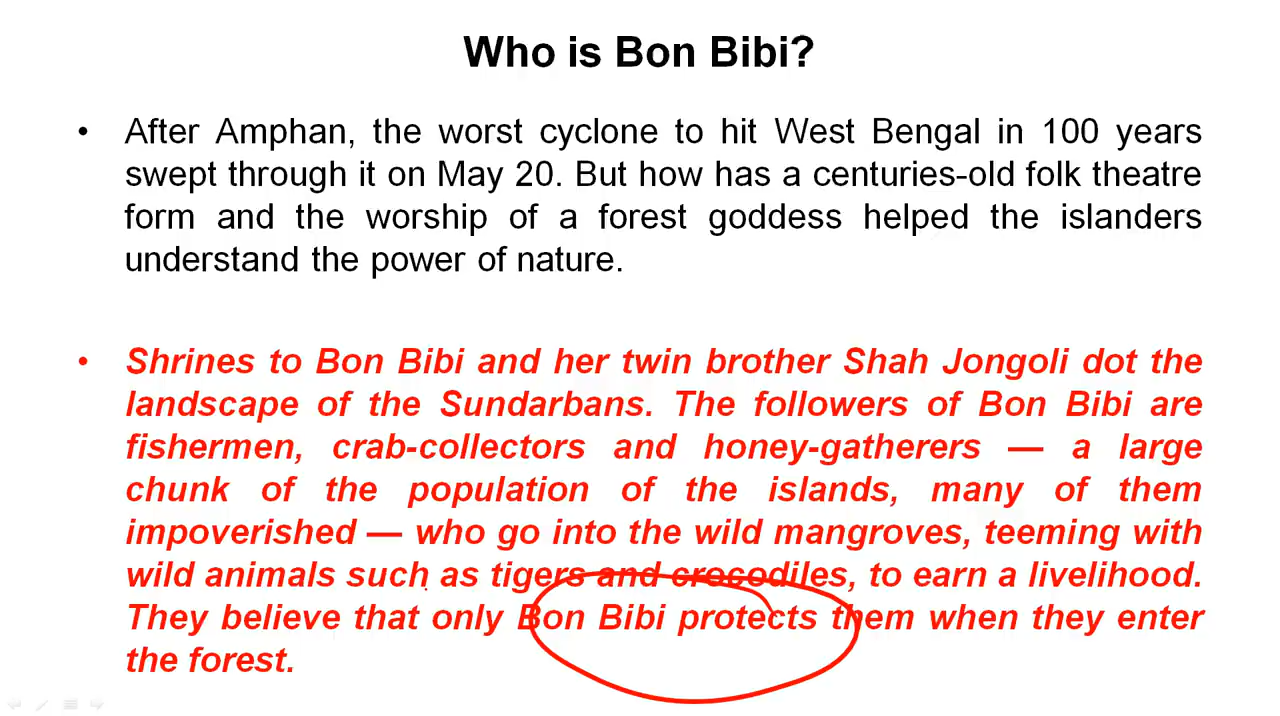 Who is Bon Bibi?
• After Amphan, the worst cyclone to hit West Bengal in 100 years
swept through it on May 20. But how has a centuries-old folk theatre
form and the worship of a forest goddess helped the islanders
understand the power of nature.
• Shrines to Bon Bibi and her twin brother Shah Jongoli dot the
landscape of the Sundarbans. The followers of Bon Bibi are
fishermen, crab-collectors and honey-gatherers — a large
chunk of the population of the islands, many of them
impoverished — who go into the wild mangroves, teeming with
wild animals such as tigers and crocodiles, to earn a livelihood.
They believe that only Bon Bibi protects them when they enter
the forest.